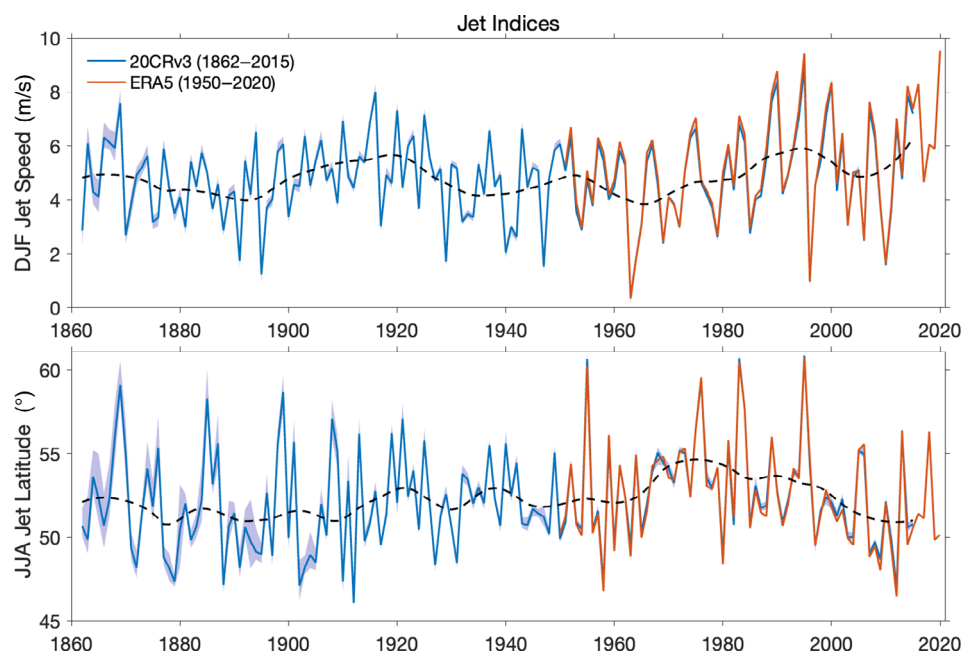 Jet Indices
10
8
6
4
2
0
DJF Jet Speed (m/s)
20CRv3 (1862–2015)
ERA5 (1950–2020)
1860 1880 1900 1920 1940 1960 1980 2000 2020
60
55
50
45
JJA Jet Latitude (°)
1860 1880 1900 1920 1940 1960 1980 2000 2020